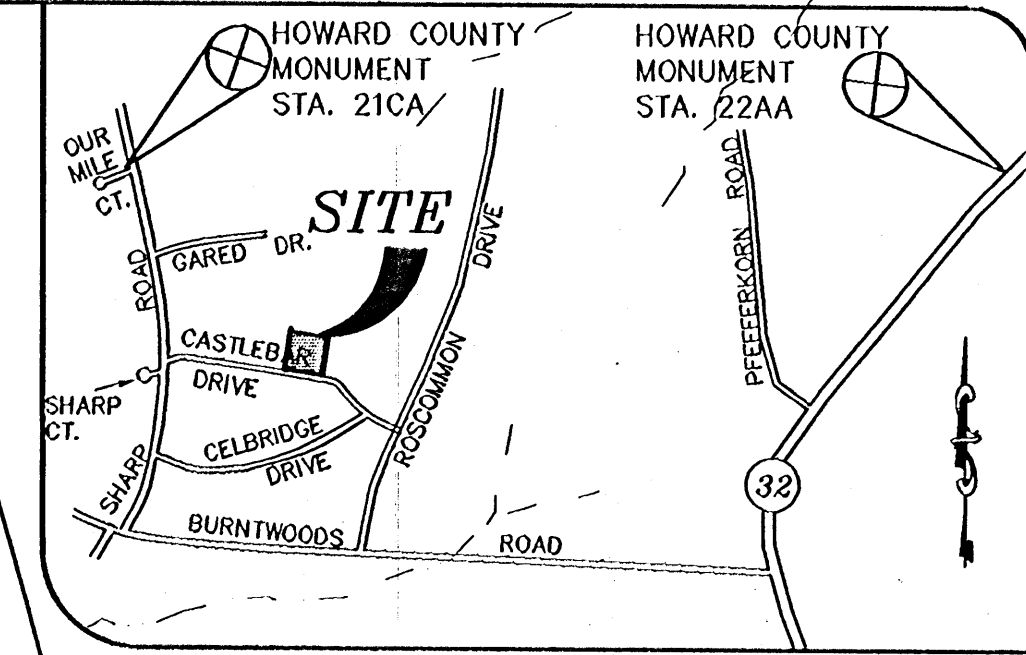 HOWARD COUNTY
MONUMENT
STA. 21CA
HOWARD COUNTY
MONUMENT
STA. 22AA
OUR
MILE
CT.
SITE
GARED DR.
ROAD
DRIVE
PFEFFERKORN ROAD
CASTLEBAR
DRIVE
SHARP
CT.
ROSCOMMON
CELBRIDGE
DRIVE
SHARP
32
BURNTWOODS
ROAD